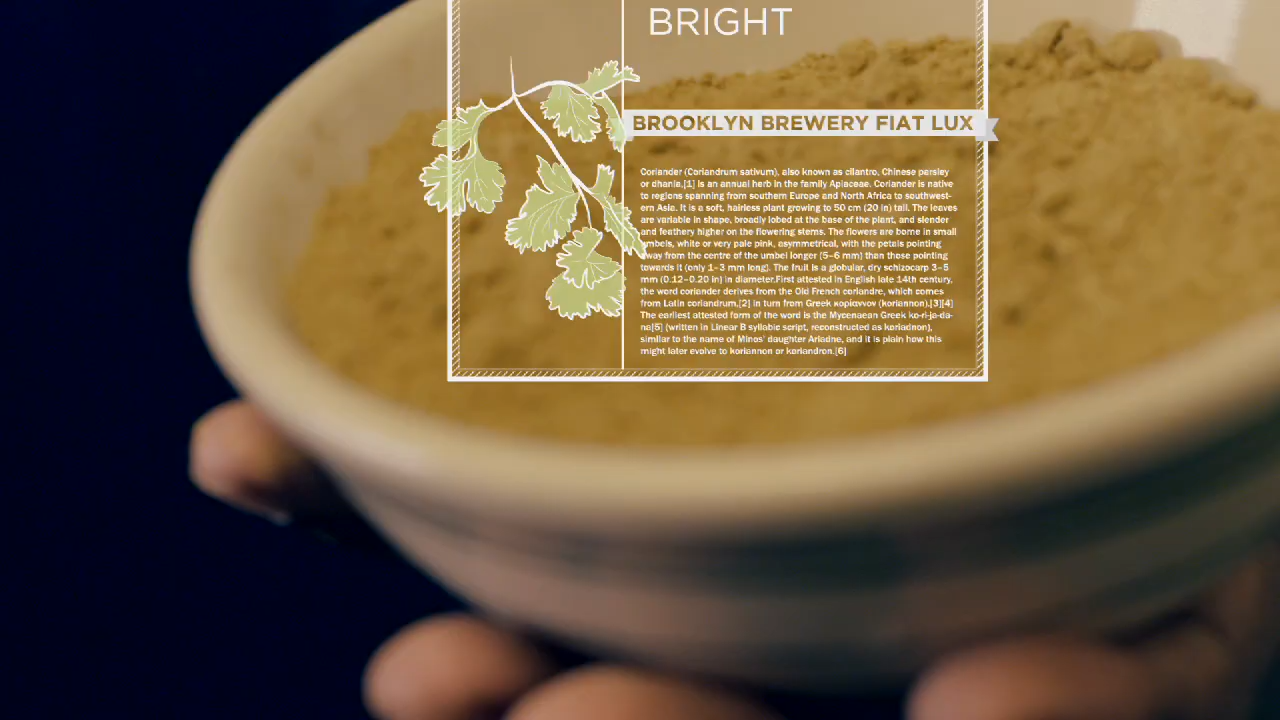 BRIGHT
BROOKLYN BREWERY FIAT LUX
Coriander (Coriandrum sativum), also known as cilantro, Chinese parsley
or dhania,[1] is an annual herb in the family Apiaceae. Coriander is native
to regions spanning from southern Europe and North Africa to southwest-
ern Asia. It is a soft, hairless plant growing to 50 cm (20 in) tall. The leaves
are variable in shape, broadly lobed at the base of the plant, and slender
and feathery higher on the flowering stems. The flowers are borne in small
umbels, white or very pale pink, asymmetrical, with the petals pointing
away from the centre of the umbel longer (5–6 mm) than those pointing
towards it (only 1–3 mm long). The fruit is a globular, dry schizocarp 3–5
mm (0.12–0.20 in) in diameter.First attested in English late 14th century,
the word coriander derives from the Old French coriandre, which comes
from Latin coriandrum,[2] in turn from Greek κορίαννον (koriannon).[3][4]
The earliest attested form of the word is the Mycenaean Greek ko-ri-ja-da-
na[5] (written in Linear B syllabic script, reconstructed as koriadnon),
similar to the name of Minos' daughter Ariadne, and it is plain how this
might later evolve to koriannon or koriandron.[6]